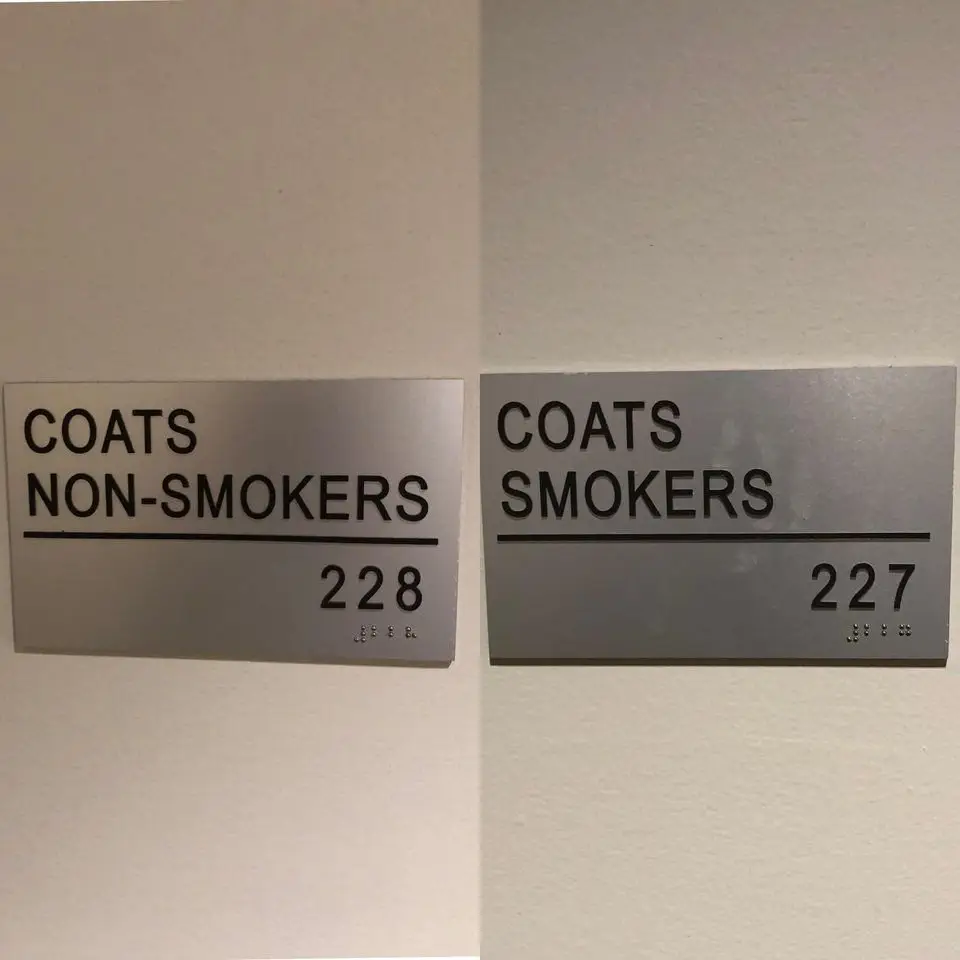 COATS
NON-SMOKERS
228
COATS
SMOKERS
227